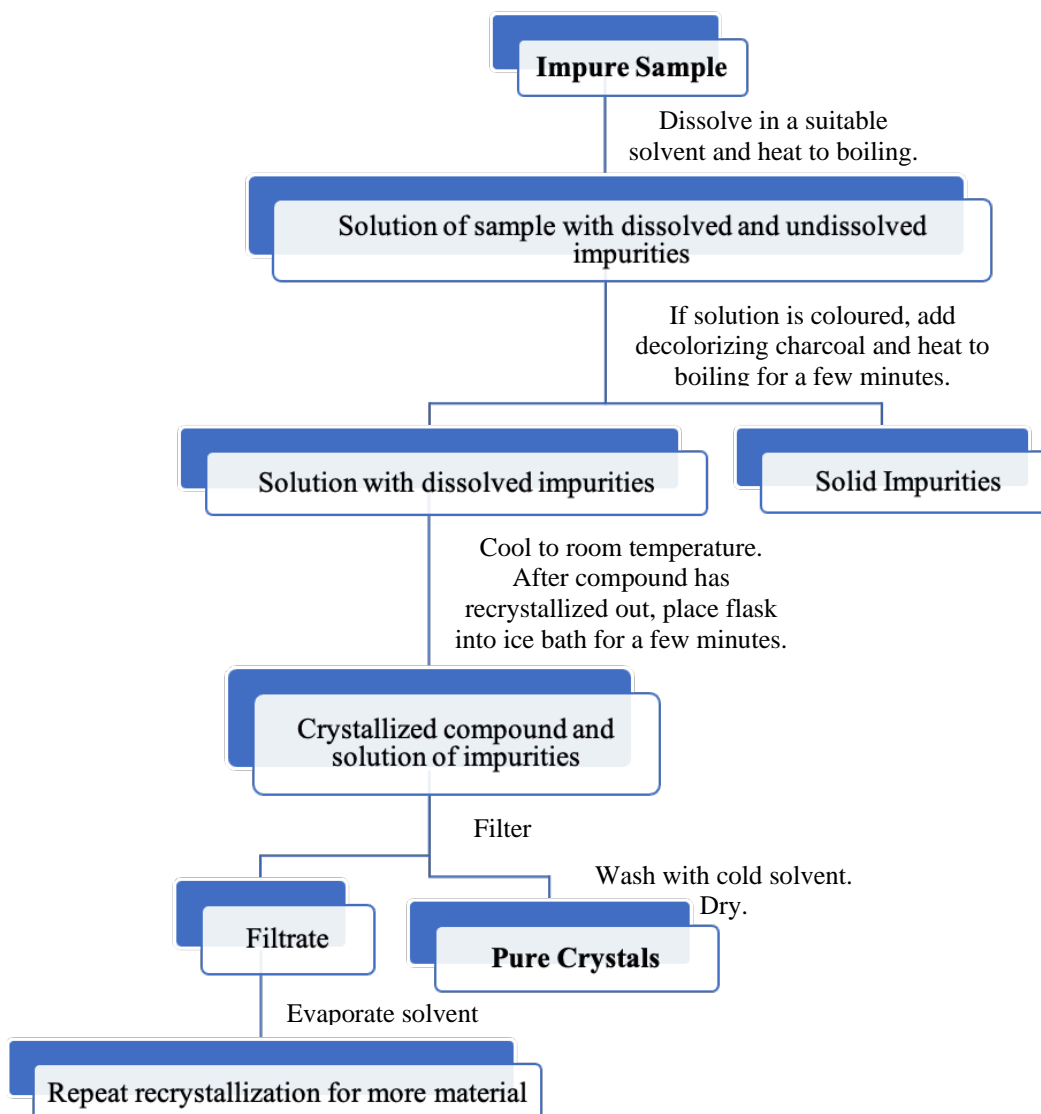 Impure Sample
Dissolve in a suitable
solvent and heat to boiling.
Solution of sample with dissolved and undissolved
impurities
If solution is coloured, add
decolorizing charcoal and heat to
boiling for a few minutes.
Solution with dissolved impurities
Solid Impurities
Cool to room temperature.
After compound has
recrystallized out, place flask
into ice bath for a few minutes.
Crystallized compound and
solution of impurities
Filter
Wash with cold solvent.
Dry.
Filtrate
Pure Crystals
Evaporate solvent
Repeat recrystallization for more material